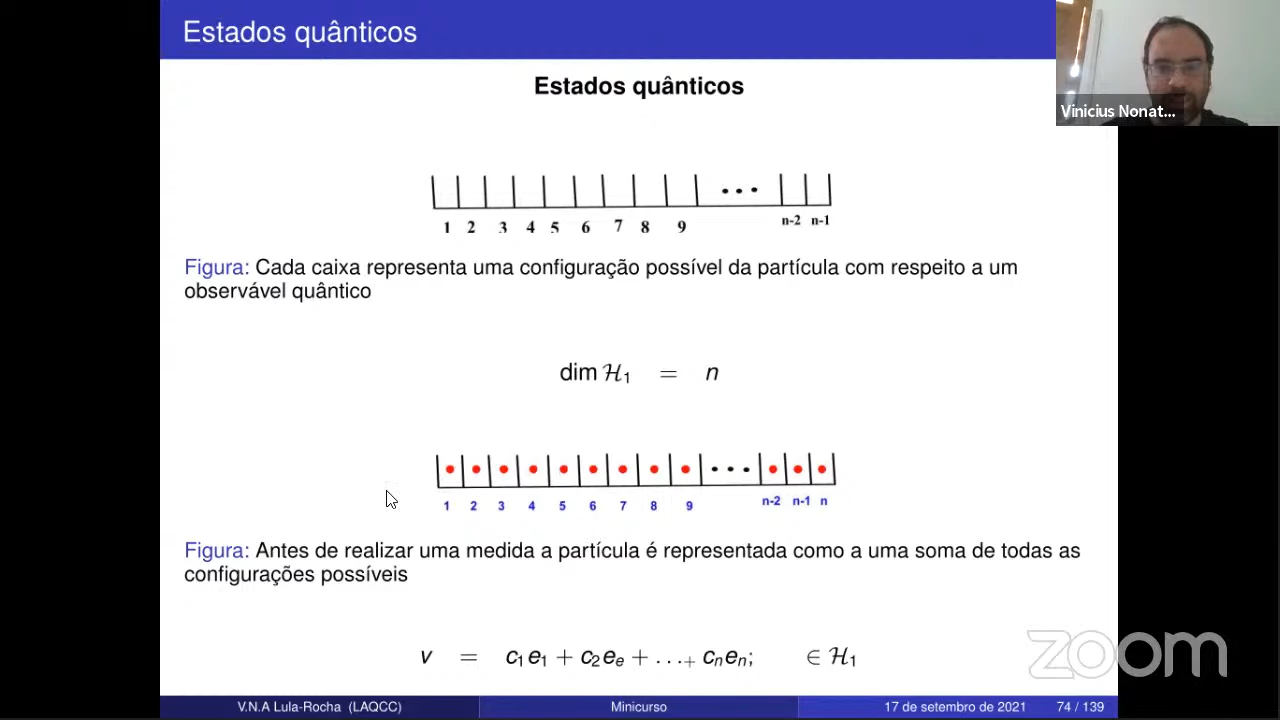 Estados quânticos
Estados quânticos
Vinicius Nonat...
1 2 3 4 5 6 7 8 9 n-2 n-1
Figura: Cada caixa representa uma configuração possível da partícula com respeito a um
observável quântico
dim H₁ = n
1 2 3 4 5 6 7 8 9 n-2 n-1 n
Figura: Antes de realizar uma medida a partícula é representada como a uma soma de todas as
configurações possíveis
v = c₁e₁ + c₂eₑ + ...₊ cₙeₙ; ∈ H₁
zoom
V.N.A Lula-Rocha (LAQCC) Minicurso 17 de setembro de 2021 74 / 139